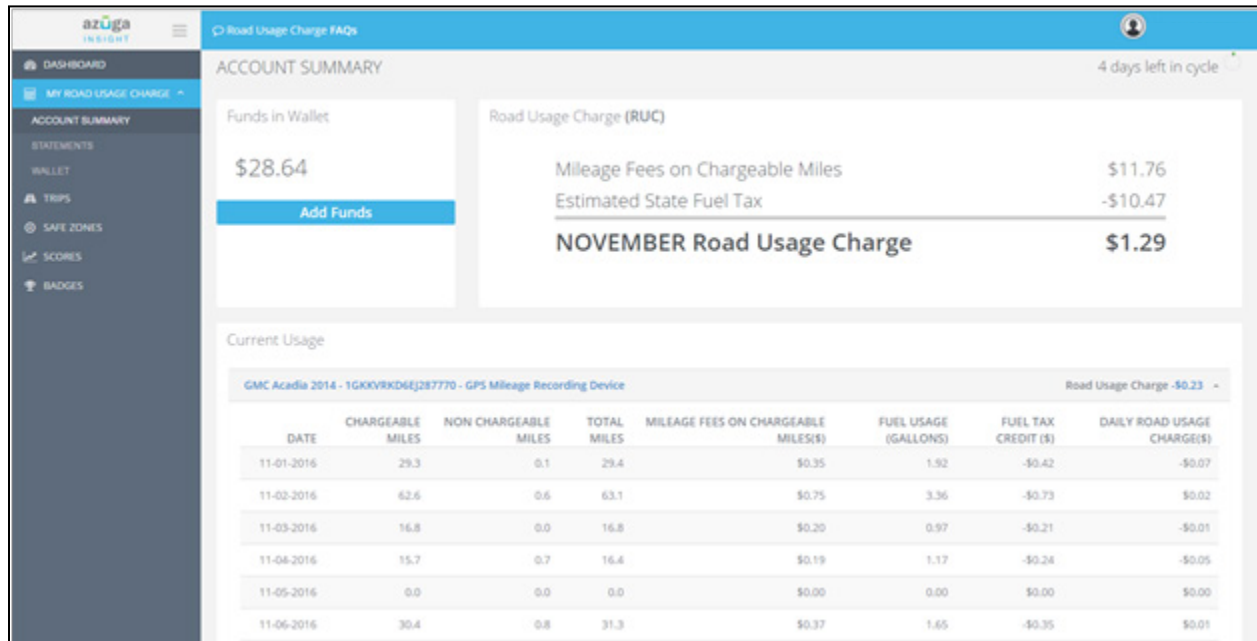 azuga
INSIGHT
Road Usage Charge FAQs
DASHBOARD
MY ROAD USAGE CHARGE
ACCOUNT SUMMARY
STATEMENTS
WALLET
TRIPS
SAFE ZONES
SCORES
BADGES
ACCOUNT SUMMARY
4 days left in cycle
Funds in Wallet
$28.64
Add Funds
Road Usage Charge (RUC)
Mileage Fees on Chargeable Miles $11.76
Estimated State Fuel Tax -$10.47
NOVEMBER Road Usage Charge $1.29
Current Usage
GMC Acadia 2014 - 1GKKVRKD6EJ287770 - GPS Mileage Recording Device Road Usage Charge -$0.23
CHARGEABLE NON CHARGEABLE TOTAL MILEAGE FEES ON CHARGEABLE FUEL USAGE FUEL TAX DAILY ROAD USAGE
DATE MILES MILES MILES MILES($) (GALLONS) CREDIT ($) CHARGE($)
11-01-2016 29.3 0.1 29.4 $0.35 1.92 -$0.42 -$0.07
11-02-2016 62.6 0.6 63.1 $0.75 3.36 -$0.73 $0.02
11-03-2016 16.8 0.0 16.8 $0.20 0.97 -$0.21 -$0.01
11-04-2016 15.7 0.7 16.4 $0.19 1.17 -$0.24 -$0.05
11-05-2016 0.0 0.0 0.0 $0.00 0.00 $0.00 $0.00
11-06-2016 30.4 0.8 31.3 $0.37 1.65 -$0.35 $0.01